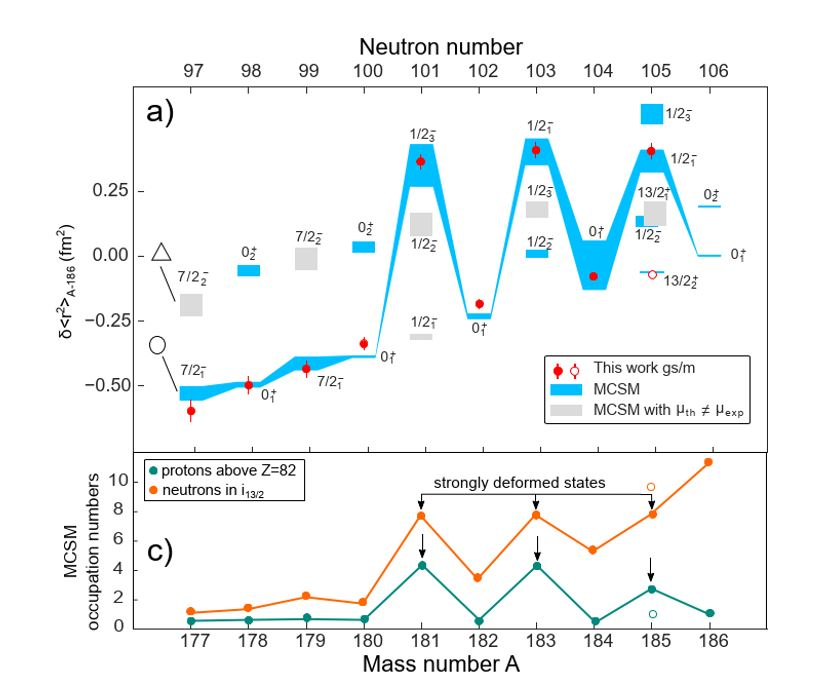 Neutron number
97 98 99 100 101 102 103 104 105 106
a)
δ<r²>A-186 (fm²)
0.25
0.00
−0.25
−0.50
7/2₂⁻
0₂⁺
7/2₂⁻
0₂⁺
1/2₃⁻
1/2₂⁻
1/2₁⁻
1/2₁⁻
1/2₃⁻
1/2₂⁻
0₁⁺
1/2₃⁻
1/2₁⁻
13/2₁⁺
1/2₂⁻
13/2₂⁺
0₂⁺
0₁⁺
7/2₁⁻
0₁⁺
7/2₁⁻
0₁⁺
0₁⁺
This work gs/m
MCSM
MCSM with μth ≠ μexp
protons above Z=82
neutrons in i13/2
strongly deformed states
c)
MCSM
occupation numbers
10
8
6
4
2
0
177 178 179 180 181 182 183 184 185 186
Mass number A